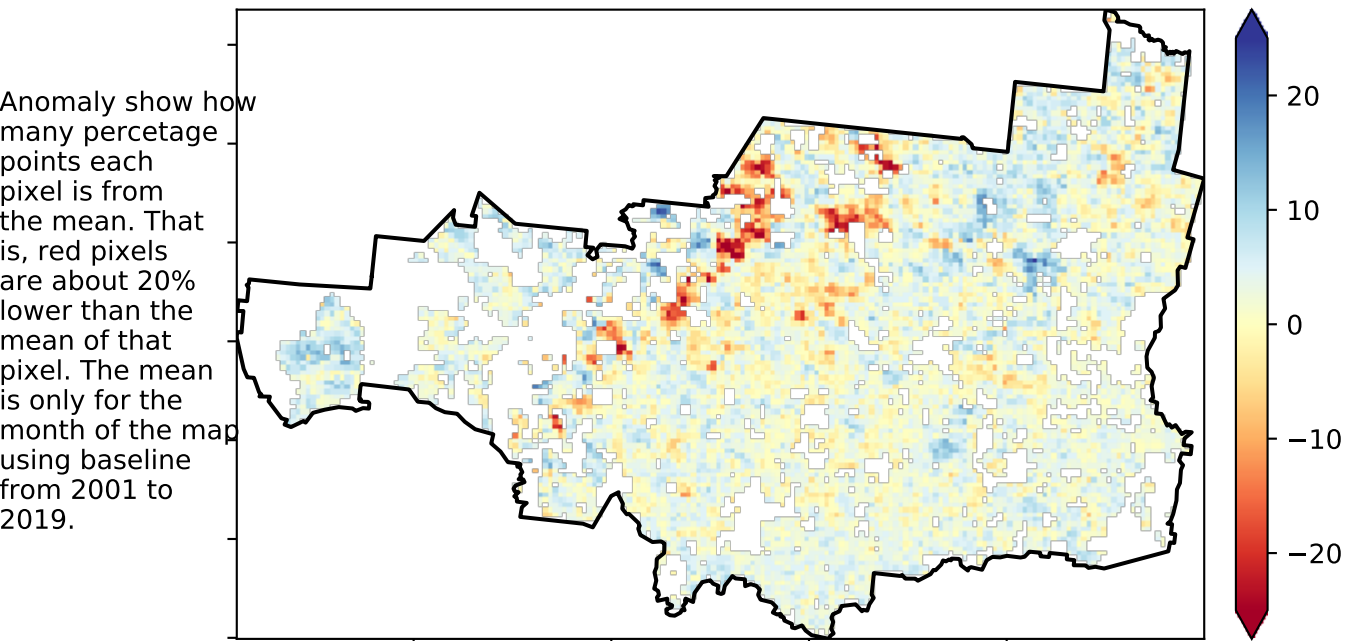 Anomaly show how
many percetage
points each
pixel is from
the mean. That
is, red pixels
are about 20%
lower than the
mean of that
pixel. The mean
is only for the
month of the map
using baseline
from 2001 to
2019.
20
10
0
−10
−20